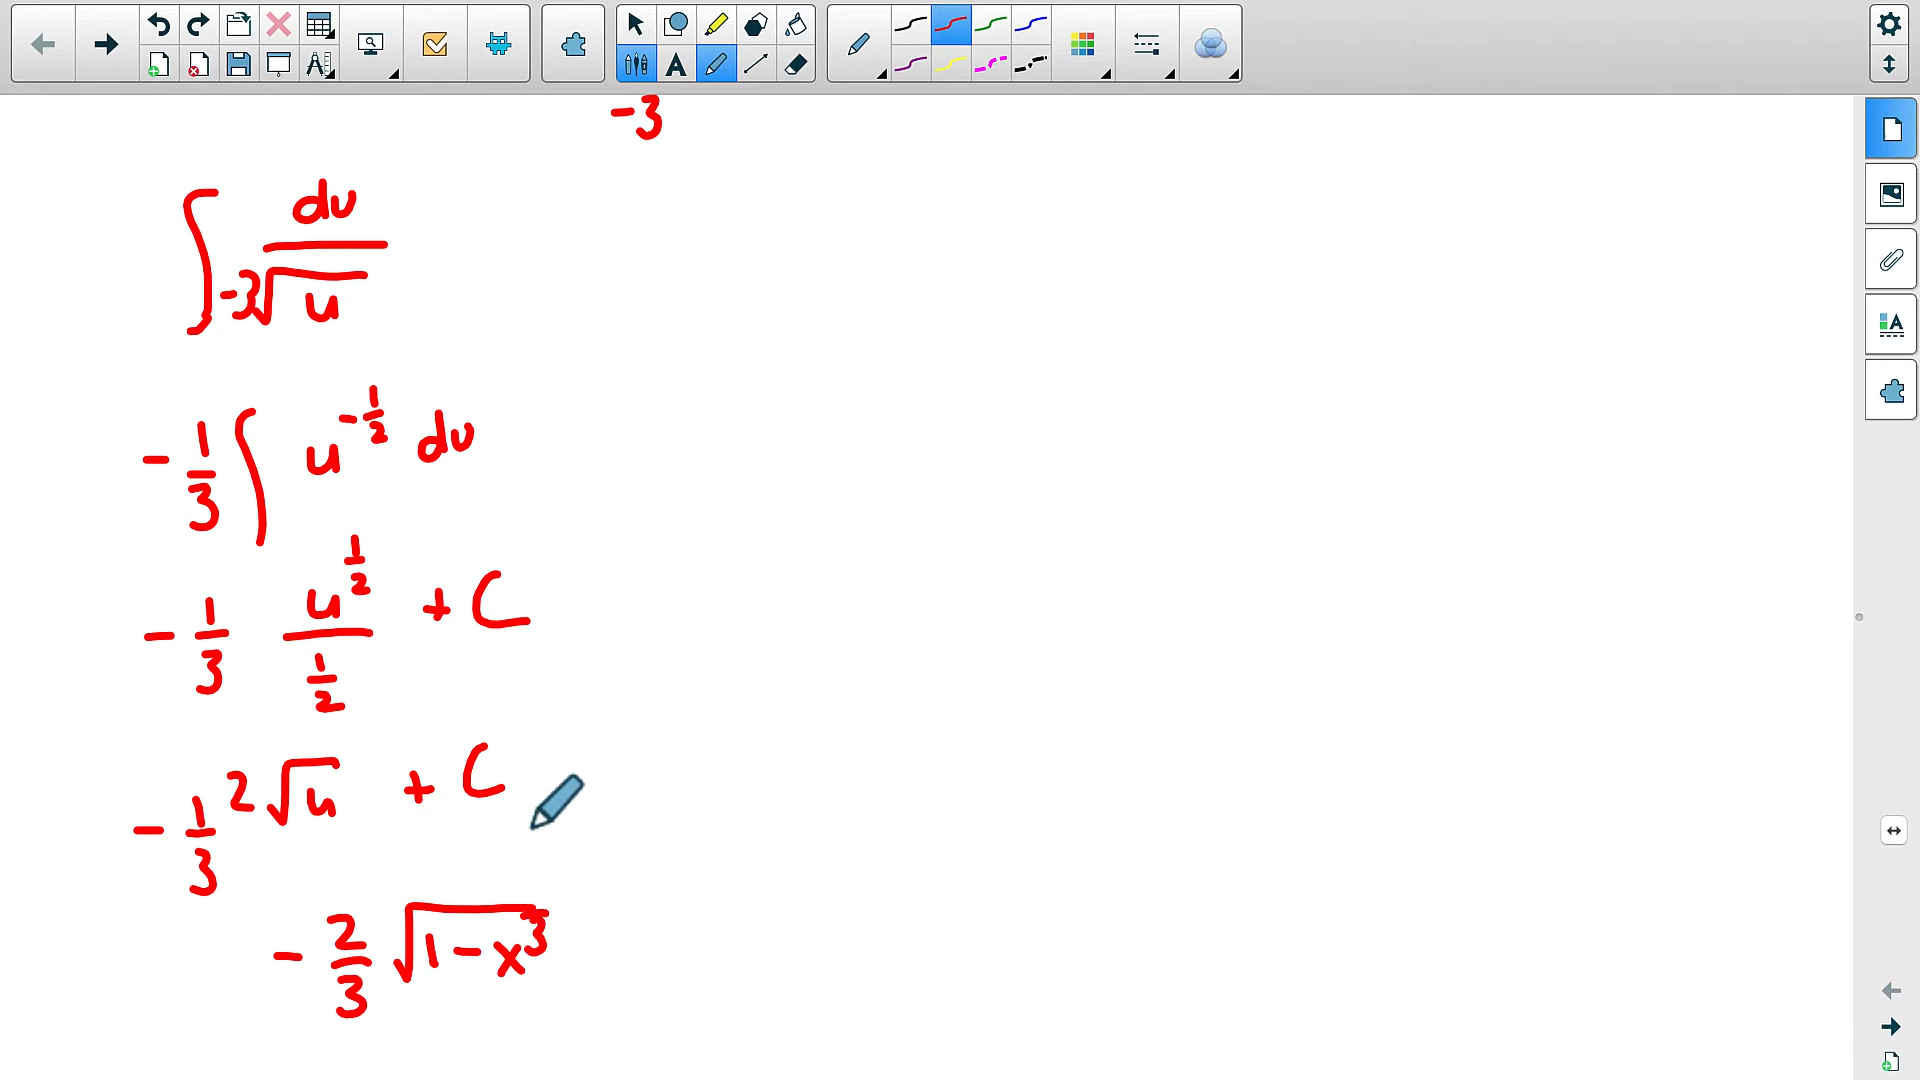 -3
∫ du / -3√u
-1/3 ∫ u^(-1/2) du
-1/3 u^(1/2) / (1/2) + C
-1/3 2√u + C
-2/3 √(1-x^3)